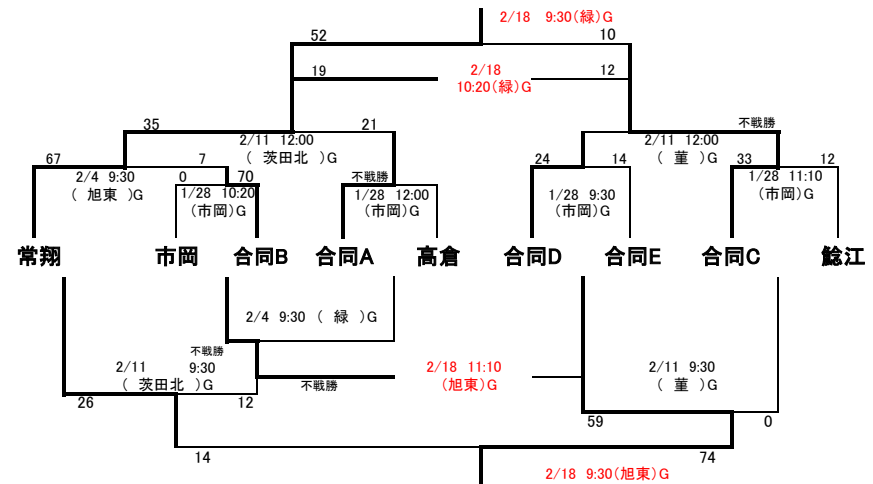 2/18 9:30(緑)G
52
10
19
2/18
12
10:20(緑)G
35
21
不戦勝
2/11 12:00
( 茨田北 )G
2/11 12:00
( 菫 )G
67
7
2/4 9:30
( 旭東 )G
0
70
不戦勝
24
14
33
12
1/28 10:20
(市岡)G
1/28 12:00
(市岡)G
1/28 9:30
(市岡)G
1/28 11:10
(市岡)G
常翔
市岡
合同B
合同A
高倉
合同D
合同E
合同C
鯰江
2/4 9:30 ( 緑 )G
不戦勝
2/11 9:30
( 茨田北 )G
不戦勝
2/18 11:10
(旭東)G
2/11 9:30
( 菫 )G
26
12
59
0
14
74
2/18 9:30(旭東)G